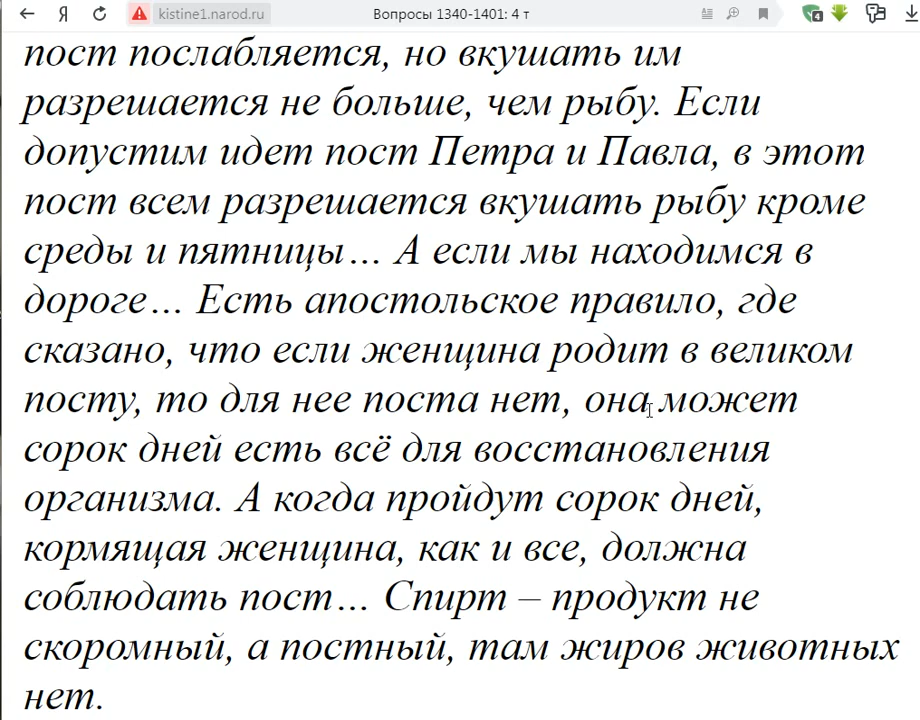 kistine1.narod.ru
Вопросы 1340-1401: 4 т
пост послабляется, но вкушать им
разрешается не больше, чем рыбу. Если
допустим идет пост Петра и Павла, в этот
пост всем разрешается вкушать рыбу кроме
среды и пятницы… А если мы находимся в
дороге… Есть апостольское правило, где
сказано, что если женщина родит в великом
посту, то для нее поста нет, она может
сорок дней есть всё для восстановления
организма. А когда пройдут сорок дней,
кормящая женщина, как и все, должна
соблюдать пост… Спирт – продукт не
скоромный, а постный, там жиров животных
нет.